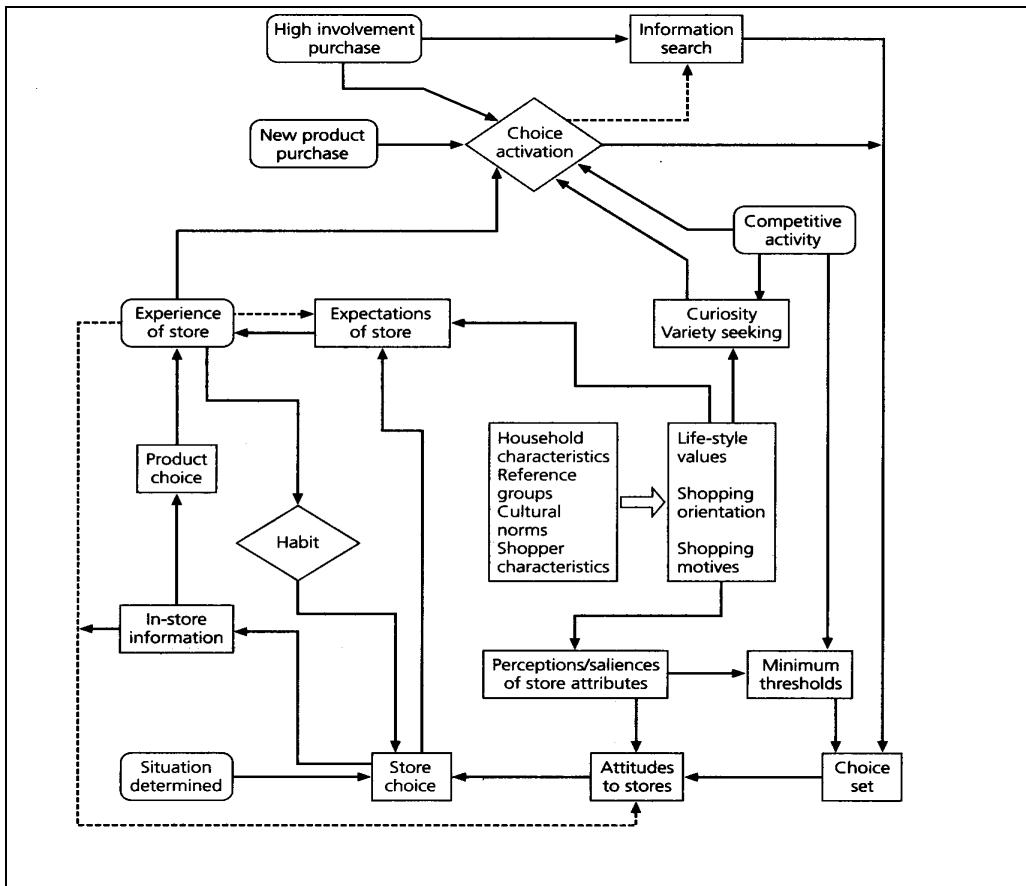 High involvement
purchase
Information
search
New product
purchase
Choice
activation
Competitive
activity
Experience
of store
Expectations
of store
Curiosity
Variety seeking
Household
characteristics
Reference
groups
Cultural
norms
Shopper
characteristics
Life-style
values
Shopping
orientation
Shopping
motives
Product
choice
Habit
In-store
information
Perceptions/saliences
of store attributes
Minimum
thresholds
Situation
determined
Store
choice
Attitudes
to stores
Choice
set